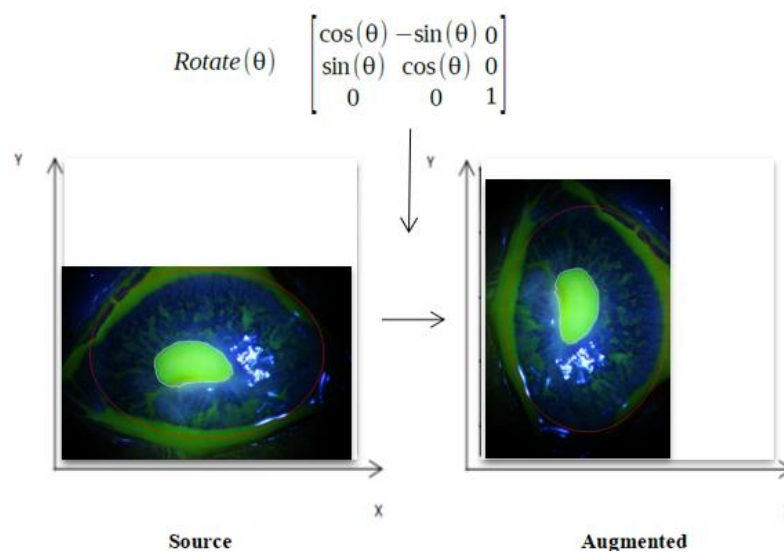 Rotate(θ)
cos(θ) −sin(θ) 0
sin(θ) cos(θ) 0
0 0 1
Y
Y
X
Source
Augmented